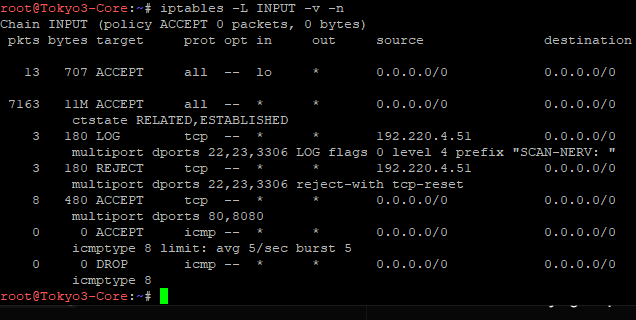 root@Tokyo3-Core:~# iptables -L INPUT -v -n
Chain INPUT (policy ACCEPT 0 packets, 0 bytes)
pkts bytes target prot opt in out source destination
13 707 ACCEPT all -- lo * 0.0.0.0/0 0.0.0.0/0
7163 11M ACCEPT all -- * * 0.0.0.0/0 0.0.0.0/0
ctstate RELATED,ESTABLISHED
3 180 LOG tcp -- * * 192.220.4.51 0.0.0.0/0
multiport dports 22,23,3306 LOG flags 0 level 4 prefix "SCAN-NERV: "
3 180 REJECT tcp -- * * 192.220.4.51 0.0.0.0/0
multiport dports 22,23,3306 reject-with tcp-reset
8 480 ACCEPT tcp -- * * 0.0.0.0/0 0.0.0.0/0
multiport dports 80,8080
0 0 ACCEPT icmp -- * * 0.0.0.0/0 0.0.0.0/0
icmptype 8 limit: avg 5/sec burst 5
0 0 DROP icmp -- * * 0.0.0.0/0 0.0.0.0/0
icmptype 8
root@Tokyo3-Core:~#